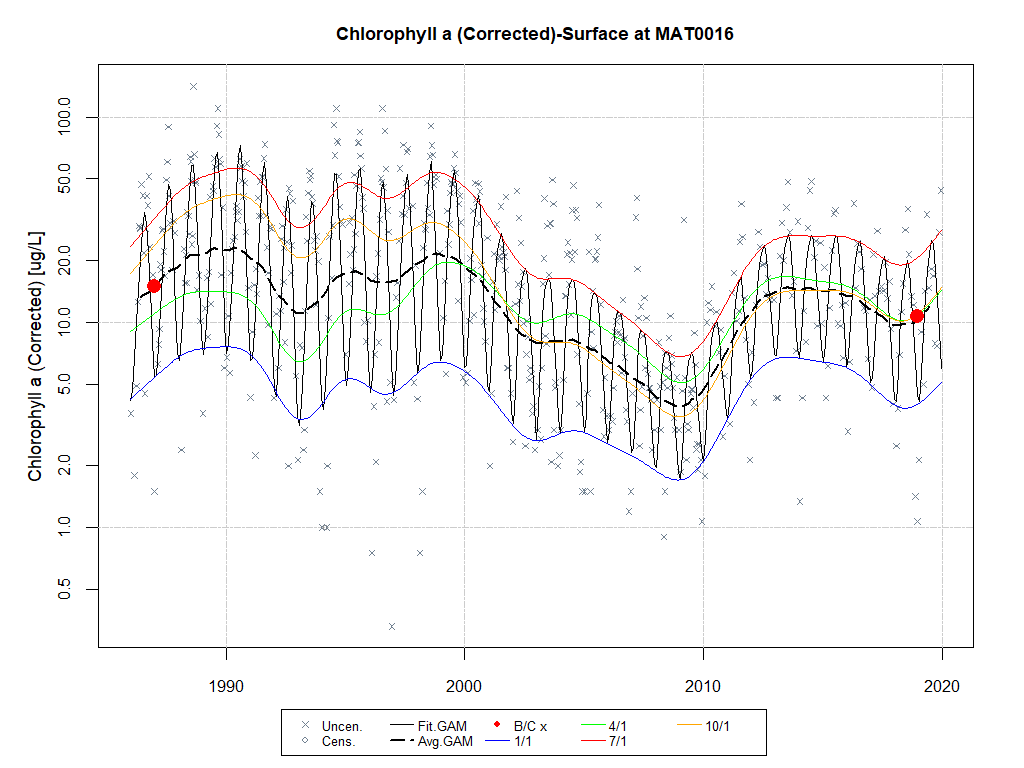 Chlorophyll a (Corrected)-Surface at MAT0016
Chlorophyll a (Corrected) [ug/L]
100.0
50.0
20.0
10.0
5.0
2.0
1.0
0.5
1990 2000 2010 2020
Uncen. Fit.GAM B/C x 4/1 10/1
Cens. Avg.GAM 1/1 7/1